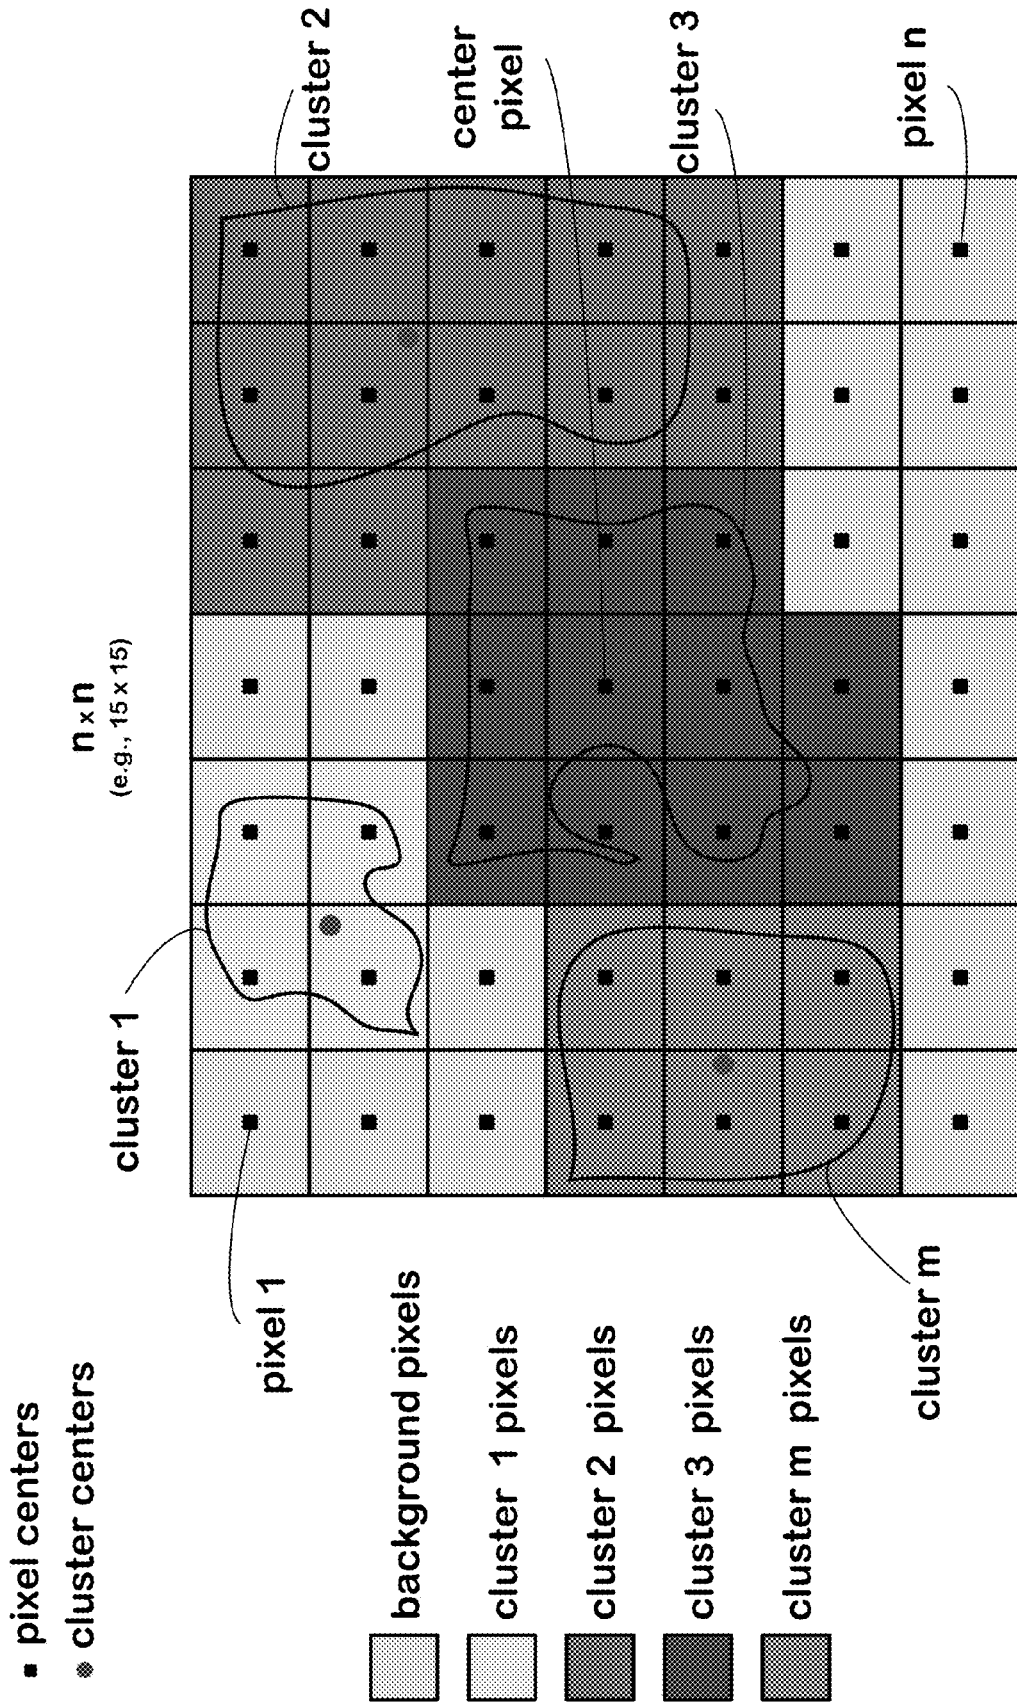 pixel centers
cluster centers
n x n
(e.g., 15 x 15)
background pixels
cluster 1 pixels
cluster 2 pixels
cluster 3 pixels
cluster m pixels
pixel 1
cluster 1
cluster m
cluster 2
center
pixel
cluster 3
pixel n